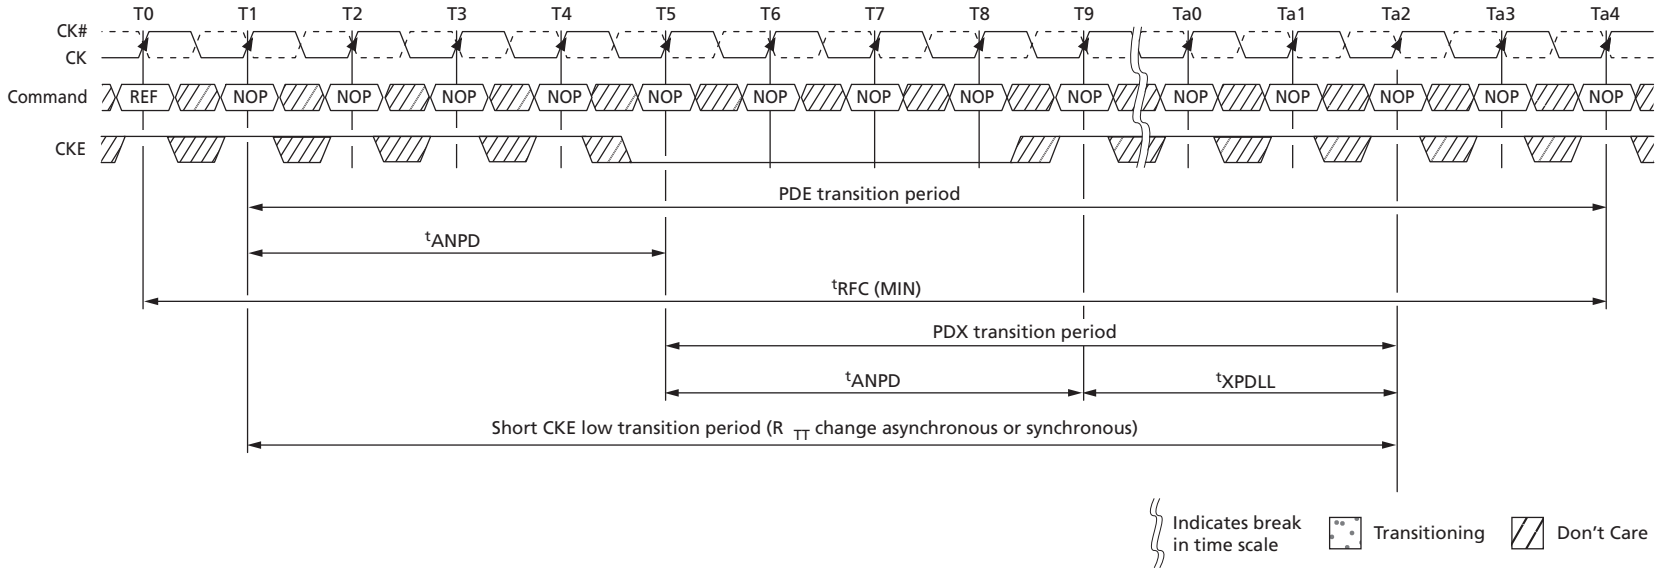 T0 T1 T2 T3 T4 T5 T6 T7 T8 T9 Ta0 Ta1 Ta2 Ta3 Ta4
CK#
CK
Command REF NOP NOP NOP NOP NOP NOP NOP NOP NOP NOP NOP NOP NOP NOP
CKE
PDE transition period
tANPD
tRFC (MIN)
PDX transition period
tANPD tXPDLL
Short CKE low transition period (R TT change asynchronous or synchronous)
Indicates break
in time scale
Transitioning
Don't Care